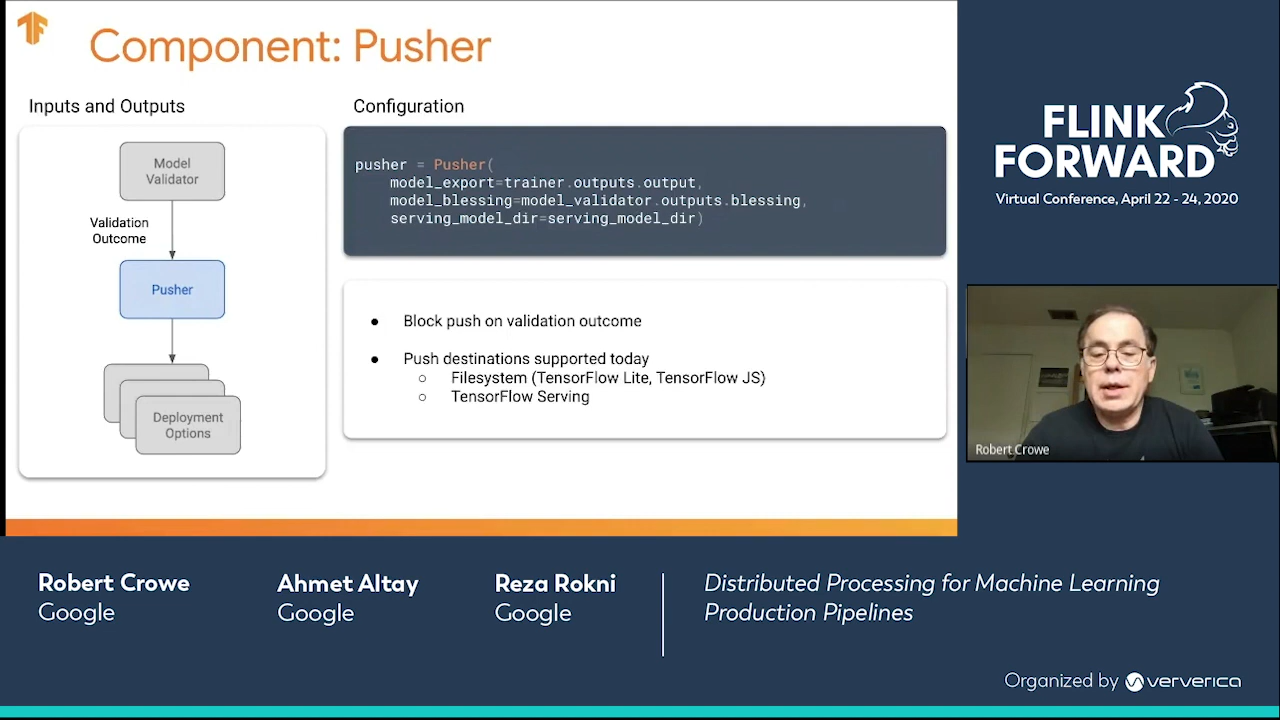 Component: Pusher
Inputs and Outputs
Model
Validator
Validation
Outcome
Pusher
Deployment
Options
Configuration
pusher = Pusher(
model_export=trainer.outputs.output,
model_blessing=model_validator.outputs.blessing,
serving_model_dir=serving_model_dir)
● Block push on validation outcome
● Push destinations supported today
○ Filesystem (TensorFlow Lite, TensorFlow JS)
○ TensorFlow Serving
FLINK
FORWARD
Virtual Conference, April 22 - 24, 2020
Robert Crowe
Robert Crowe
Google
Ahmet Altay
Google
Reza Rokni
Google
Distributed Processing for Machine Learning
Production Pipelines
Organized by ververica